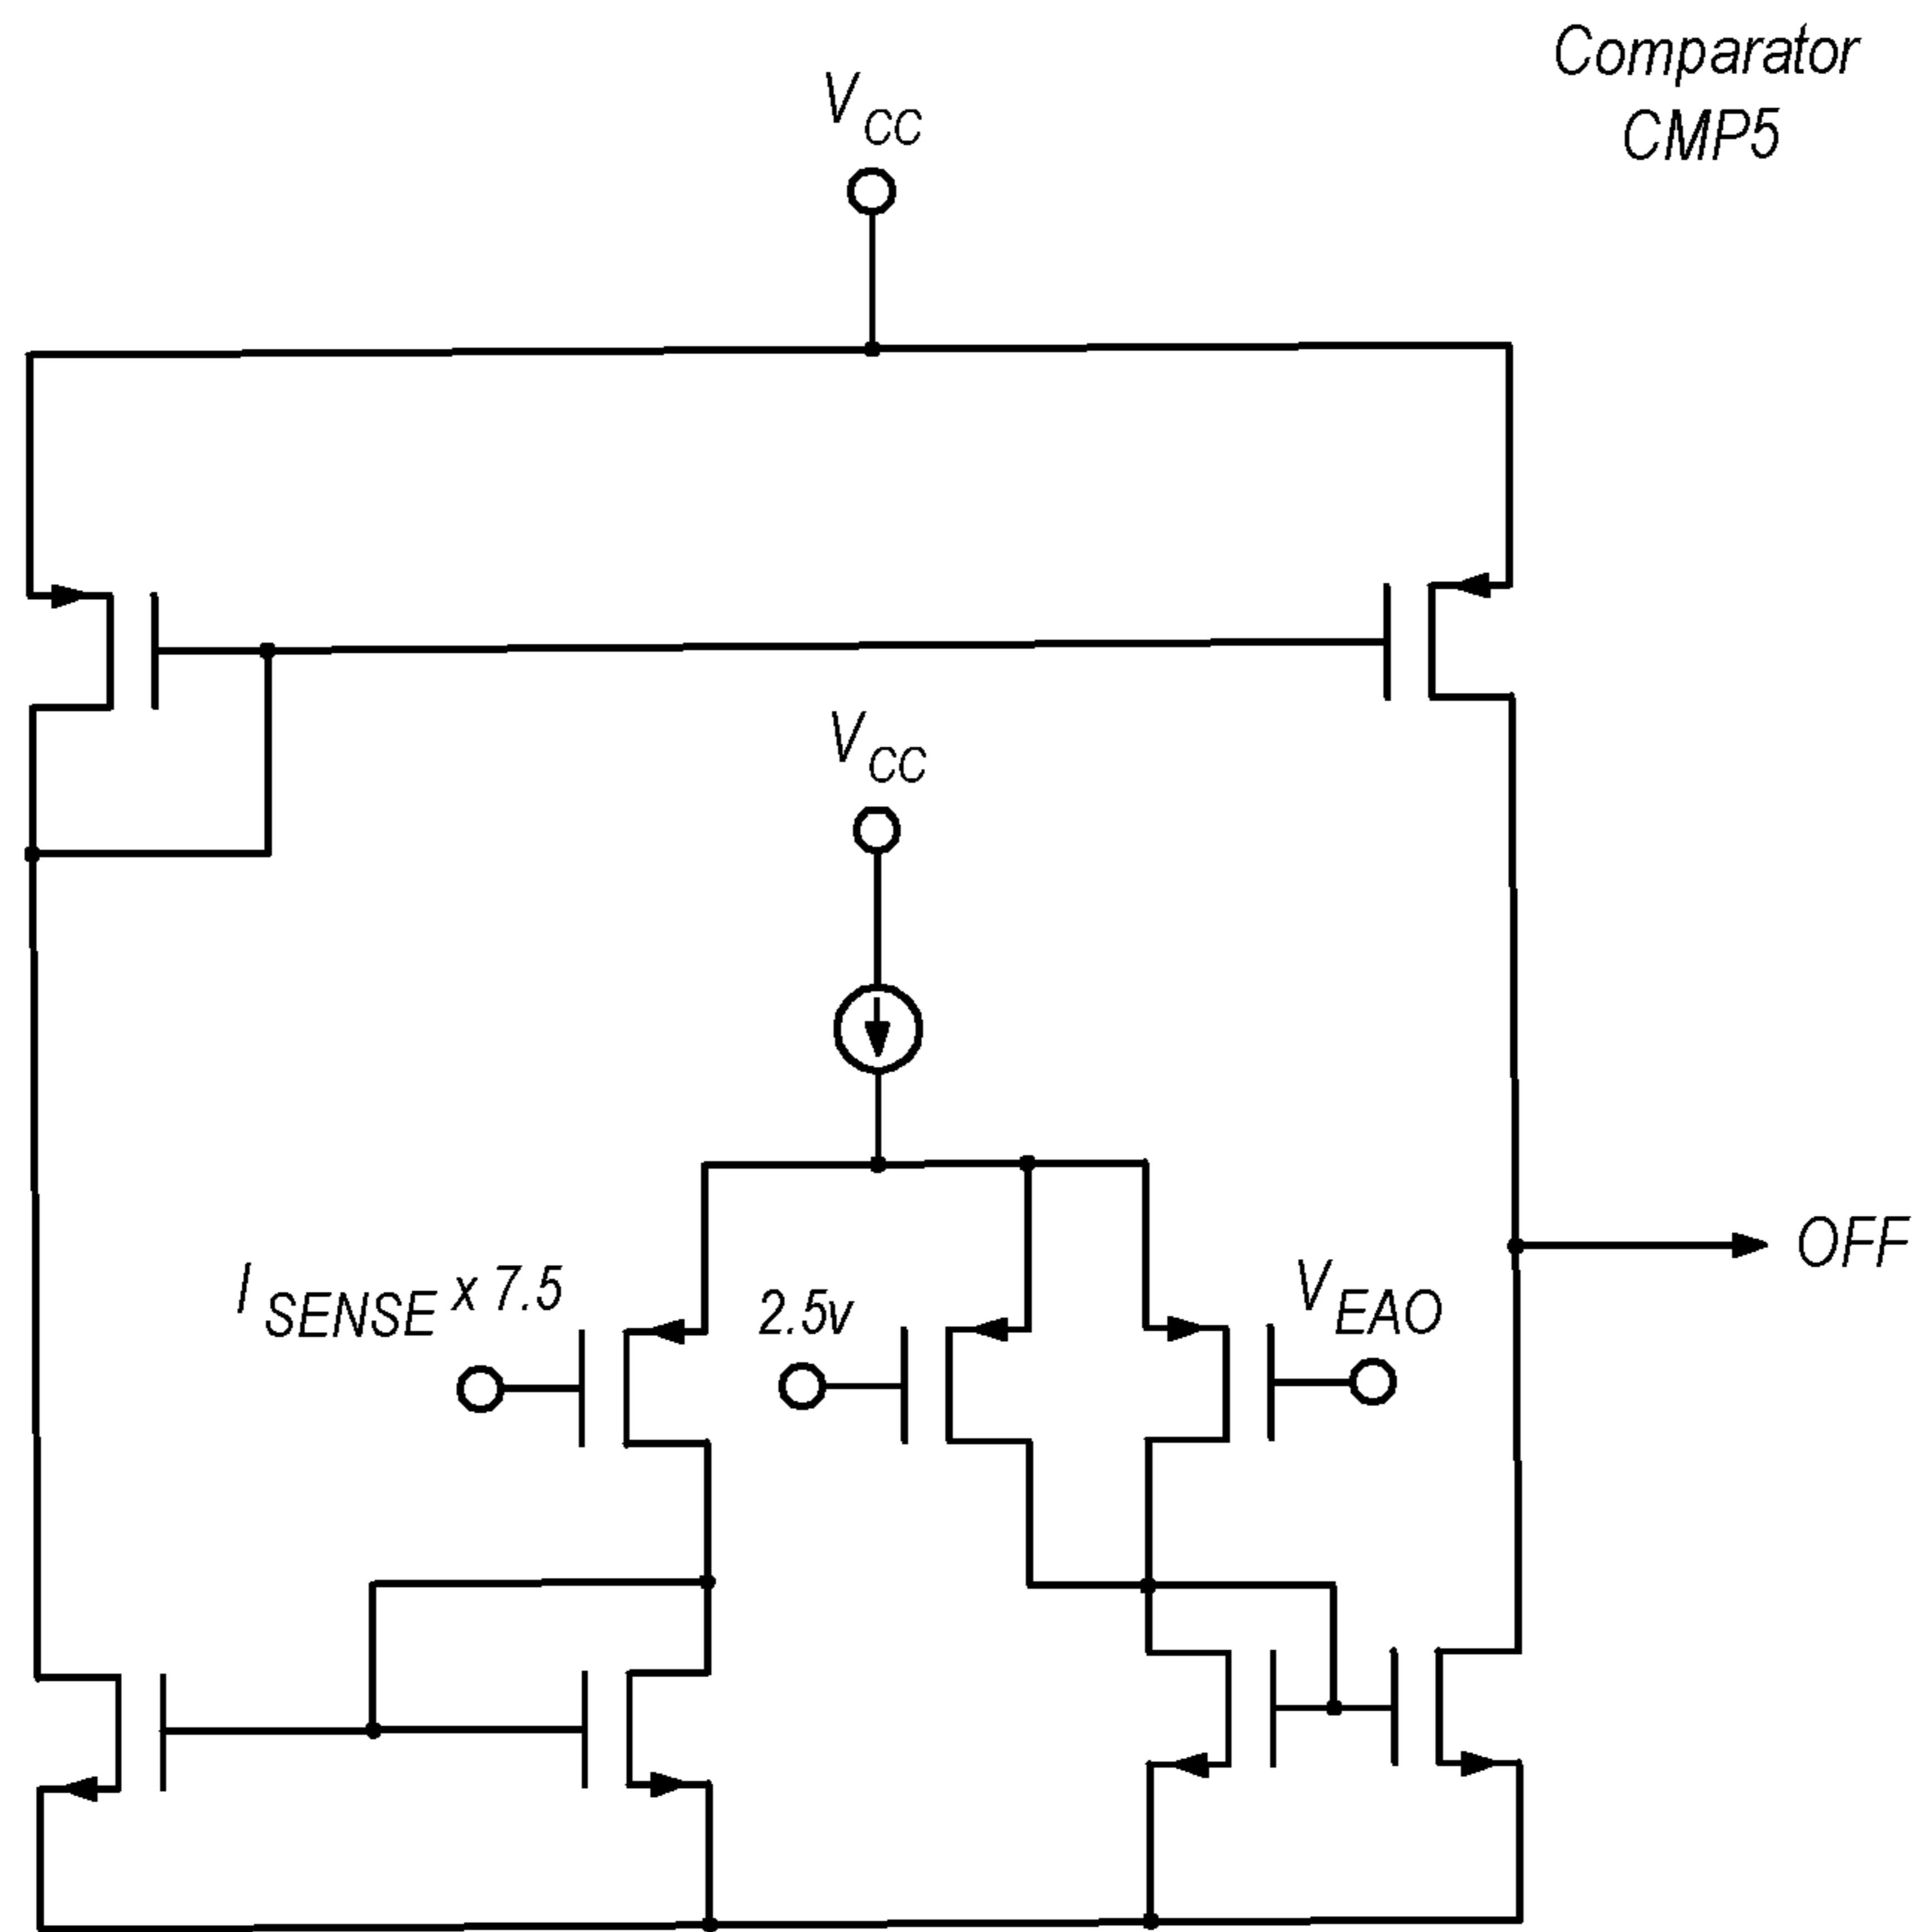 Comparator
CMP5
VCC
VCC
OFF
ISENSE x 7.5
2.5v
VEAO